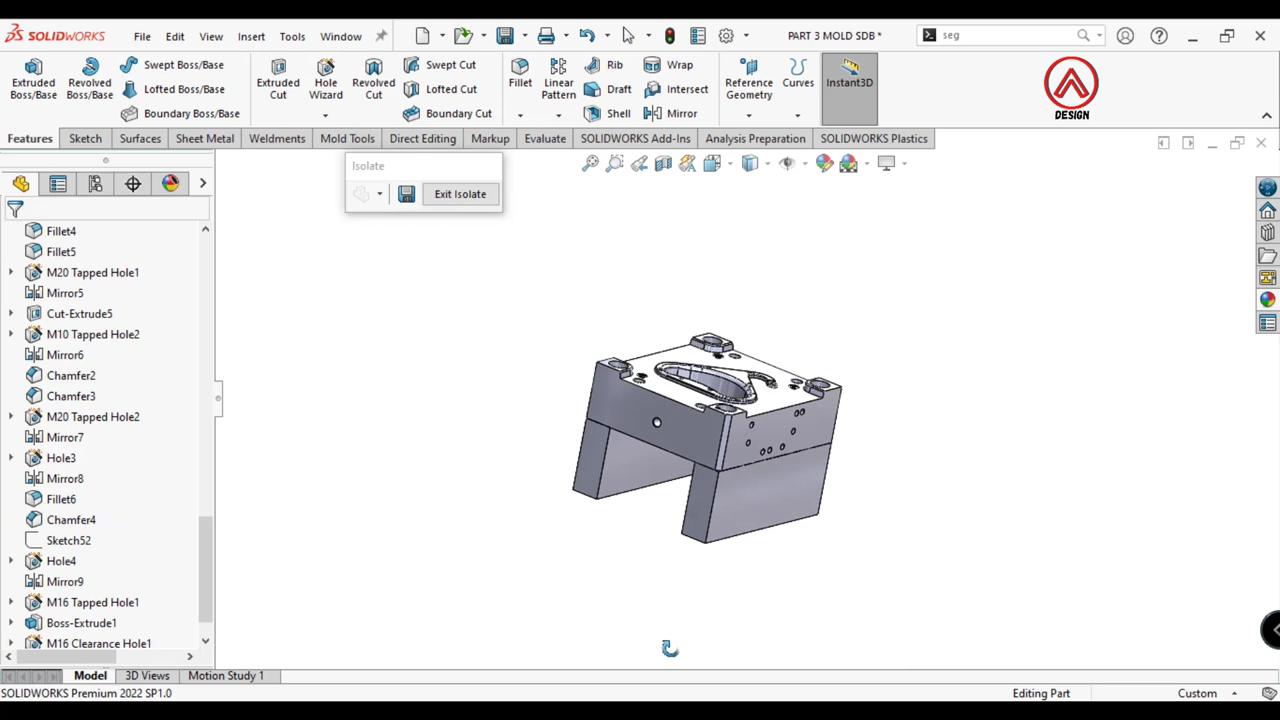 SOLIDWORKS File Edit View Insert Tools Window PART 3 MOLD SDB * seg
Extruded Boss/Base Revolved Boss/Base Swept Boss/Base Lofted Boss/Base Boundary Boss/Base Extruded Cut Hole Wizard Revolved Cut Swept Cut Lofted Cut Boundary Cut Fillet Linear Pattern Rib Draft Shell Wrap Intersect Mirror Reference Geometry Curves Instant3D
DESIGN
Features Sketch Surfaces Sheet Metal Weldments Mold Tools Direct Editing Markup Evaluate SOLIDWORKS Add-Ins Analysis Preparation SOLIDWORKS Plastics
Isolate
Exit Isolate
Fillet4
Fillet5
M20 Tapped Hole1
Mirror5
Cut-Extrude5
M10 Tapped Hole2
Mirror6
Chamfer2
Chamfer3
M20 Tapped Hole2
Mirror7
Hole3
Mirror8
Fillet6
Chamfer4
Sketch52
Hole4
Mirror9
M16 Tapped Hole1
Boss-Extrude1
M16 Clearance Hole1
Model 3D Views Motion Study 1
SOLIDWORKS Premium 2022 SP1.0 Editing Part Custom